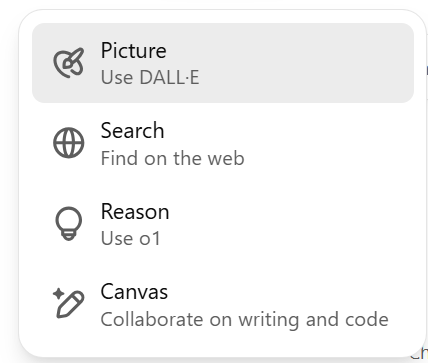 Picture
Use DALL·E
Search
Find on the web
Reason
Use o1
Canvas
Collaborate on writing and code